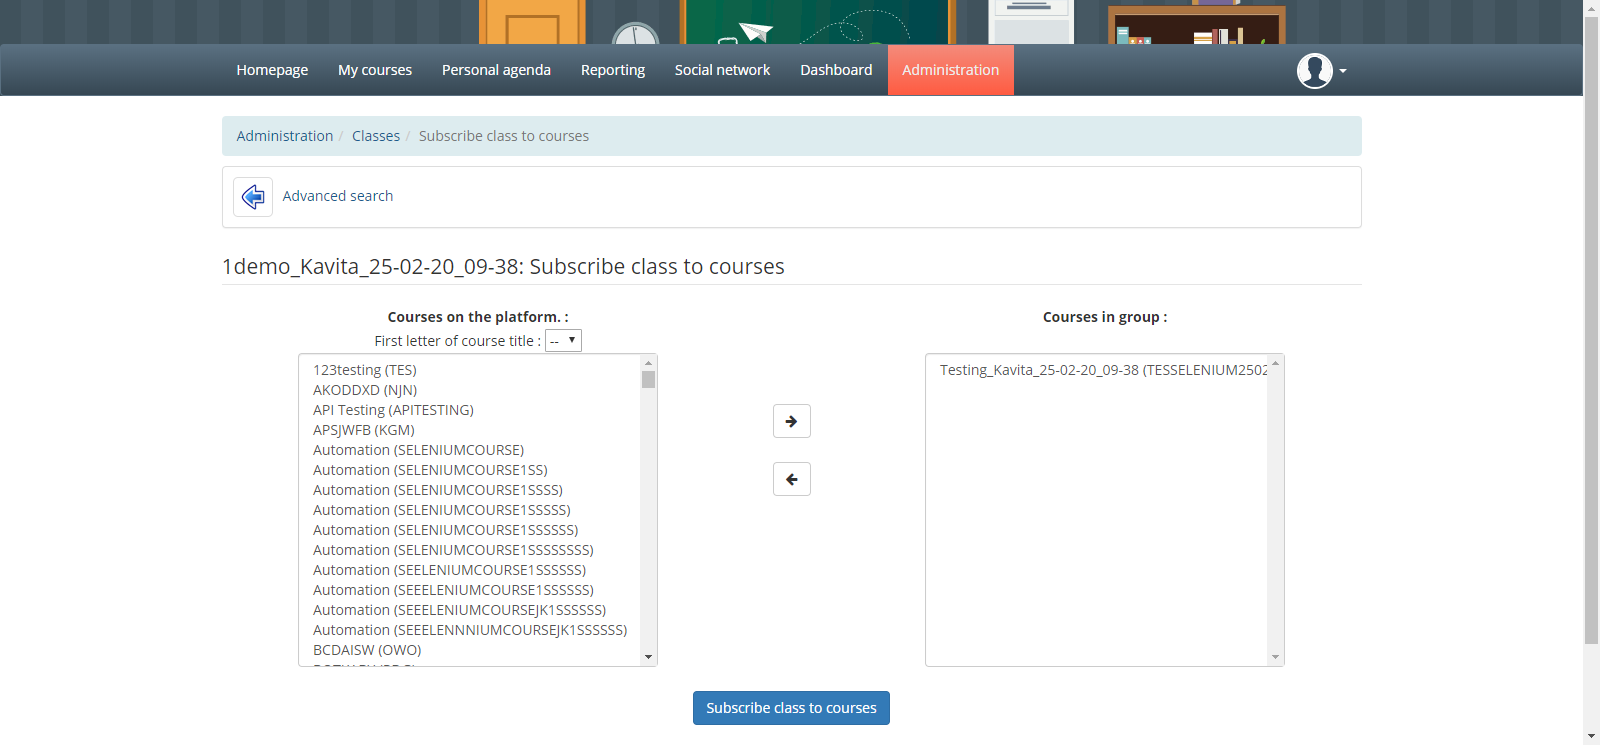 Homepage My courses Personal agenda Reporting Social network Dashboard Administration
Administration / Classes / Subscribe class to courses
Advanced search
1demo_Kavita_25-02-20_09-38: Subscribe class to courses
Courses on the platform. :
First letter of course title : --
123testing (TES)
AKODDXD (NJN)
API Testing (APITESTING)
APSJWFB (KGM)
Automation (SELENIUMCOURSE)
Automation (SELENIUMCOURSE1SS)
Automation (SELENIUMCOURSE1SSSS)
Automation (SELENIUMCOURSE1SSSSS)
Automation (SELENIUMCOURSE1SSSSSS)
Automation (SELENIUMCOURSE1SSSSSSSS)
Automation (SEELENIUMCOURSE1SSSSSS)
Automation (SEEELENIUMCOURSE1SSSSSS)
Automation (SEEELENIUMCOURSEJK1SSSSSS)
Automation (SEEELENNNIUMCOURSEJK1SSSSSS)
BCDAISW (OWO)
Courses in group :
Testing_Kavita_25-02-20_09-38 (TESSELENIUM2502
Subscribe class to courses